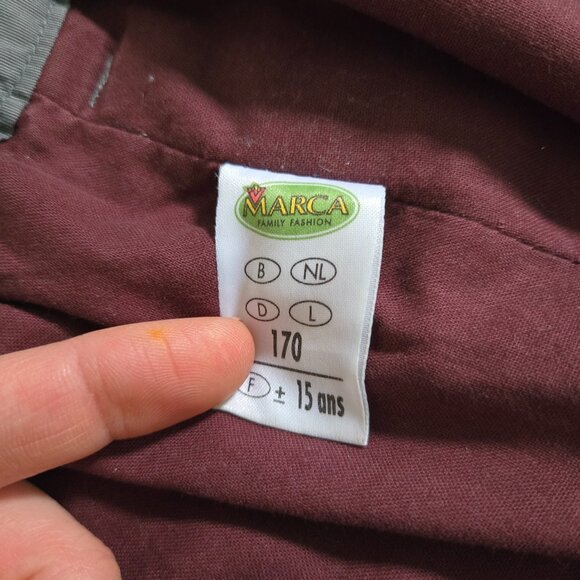 MARCA
FAMILY FASHION
B NL
D L
170
F ± 15 ans